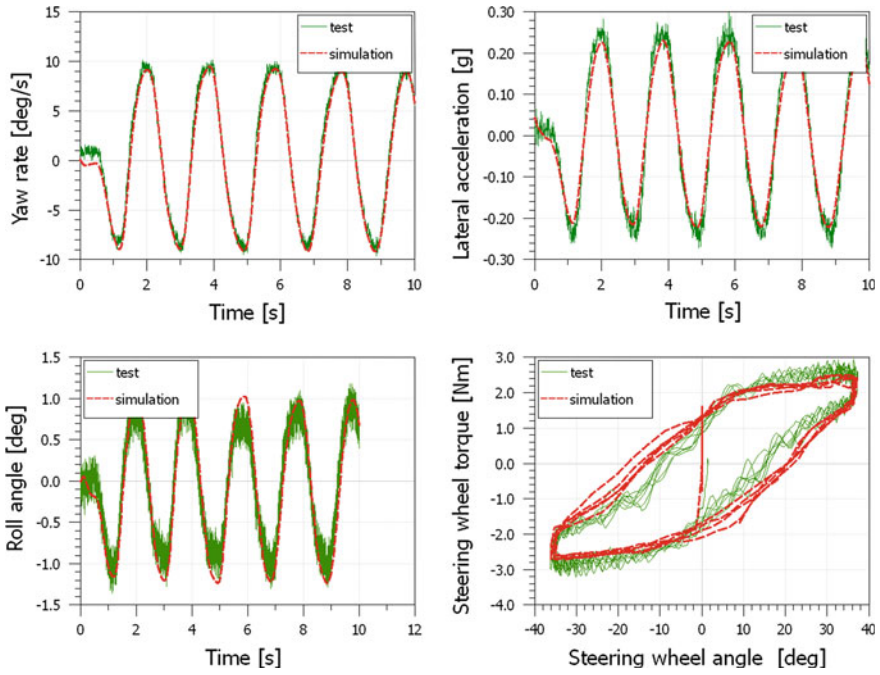 15
10
5
0
-5
-10
Yaw rate [deg/s]
test
simulation
0 2 4 6 8 10
Time [s]
0.30
0.20
0.10
0.00
-0.10
-0.20
-0.30
Lateral acceleration [g]
test
simulation
0 2 4 6 8 10
Time [s]
1.5
1.0
0.5
0.0
-0.5
-1.0
-1.5
Roll angle [deg]
test
simulation
0 2 4 6 8 10 12
Time [s]
3.0
2.0
1.0
0.0
-1.0
-2.0
-3.0
-4.0
Steering wheel torque [Nm]
test
simulation
-40 -30 -20 -10 0 10 20 30 40
Steering wheel angle [deg]